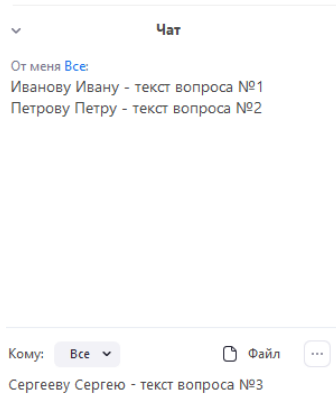 Чат
От меня Все:
Иванову Ивану - текст вопроса №1
Петрову Петру - текст вопроса №2
Кому: Все Файл ...
Сергееву Сергею - текст вопроса №3